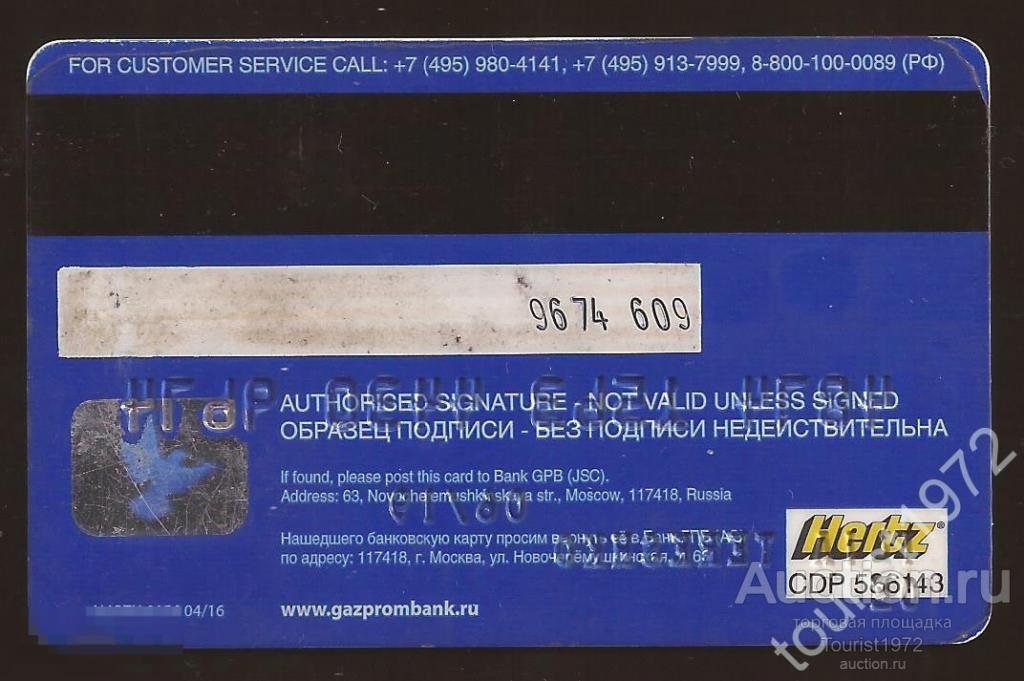 FOR CUSTOMER SERVICE CALL: +7 (495) 980-4141, +7 (495) 913-7999, 8-800-100-0089 (РФ)
9674 609
AUTHORISED SIGNATURE - NOT VALID UNLESS SIGNED
ОБРАЗЕЦ ПОДПИСИ - БЕЗ ПОДПИСИ НЕДЕЙСТВИТЕЛЬНА
If found, please post this card to Bank GPB (JSC).
Address: 63, Novocheremushkinskaya str., Moscow, 117418, Russia
Нашедшего банковскую карту просим вернуть её в Банк ГПБ (АО)
по адресу: 117418, г. Москва, ул. Новочерёмушкинская, д. 63
Hertz®
CDP 586143
04/16
www.gazprombank.ru
Auction.ru
торговая площадка
Tourist1972
auction.ru
tourist1972